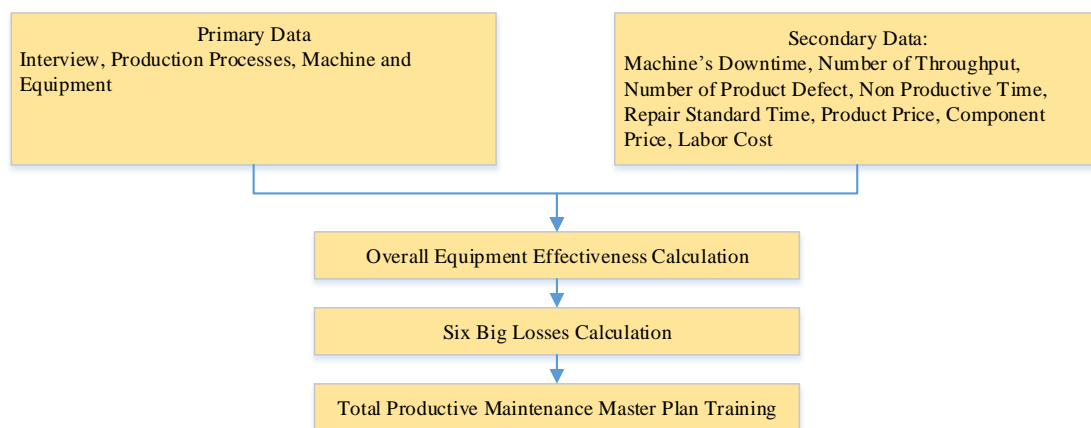 Primary Data
Interview, Production Processes, Machine and
Equipment
Secondary Data:
Machine’s Downtime, Number of Throughput,
Number of Product Defect, Non Productive Time,
Repair Standard Time, Product Price, Component
Price, Labor Cost
Overall Equipment Effectiveness Calculation
Six Big Losses Calculation
Total Productive Maintenance Master Plan Training